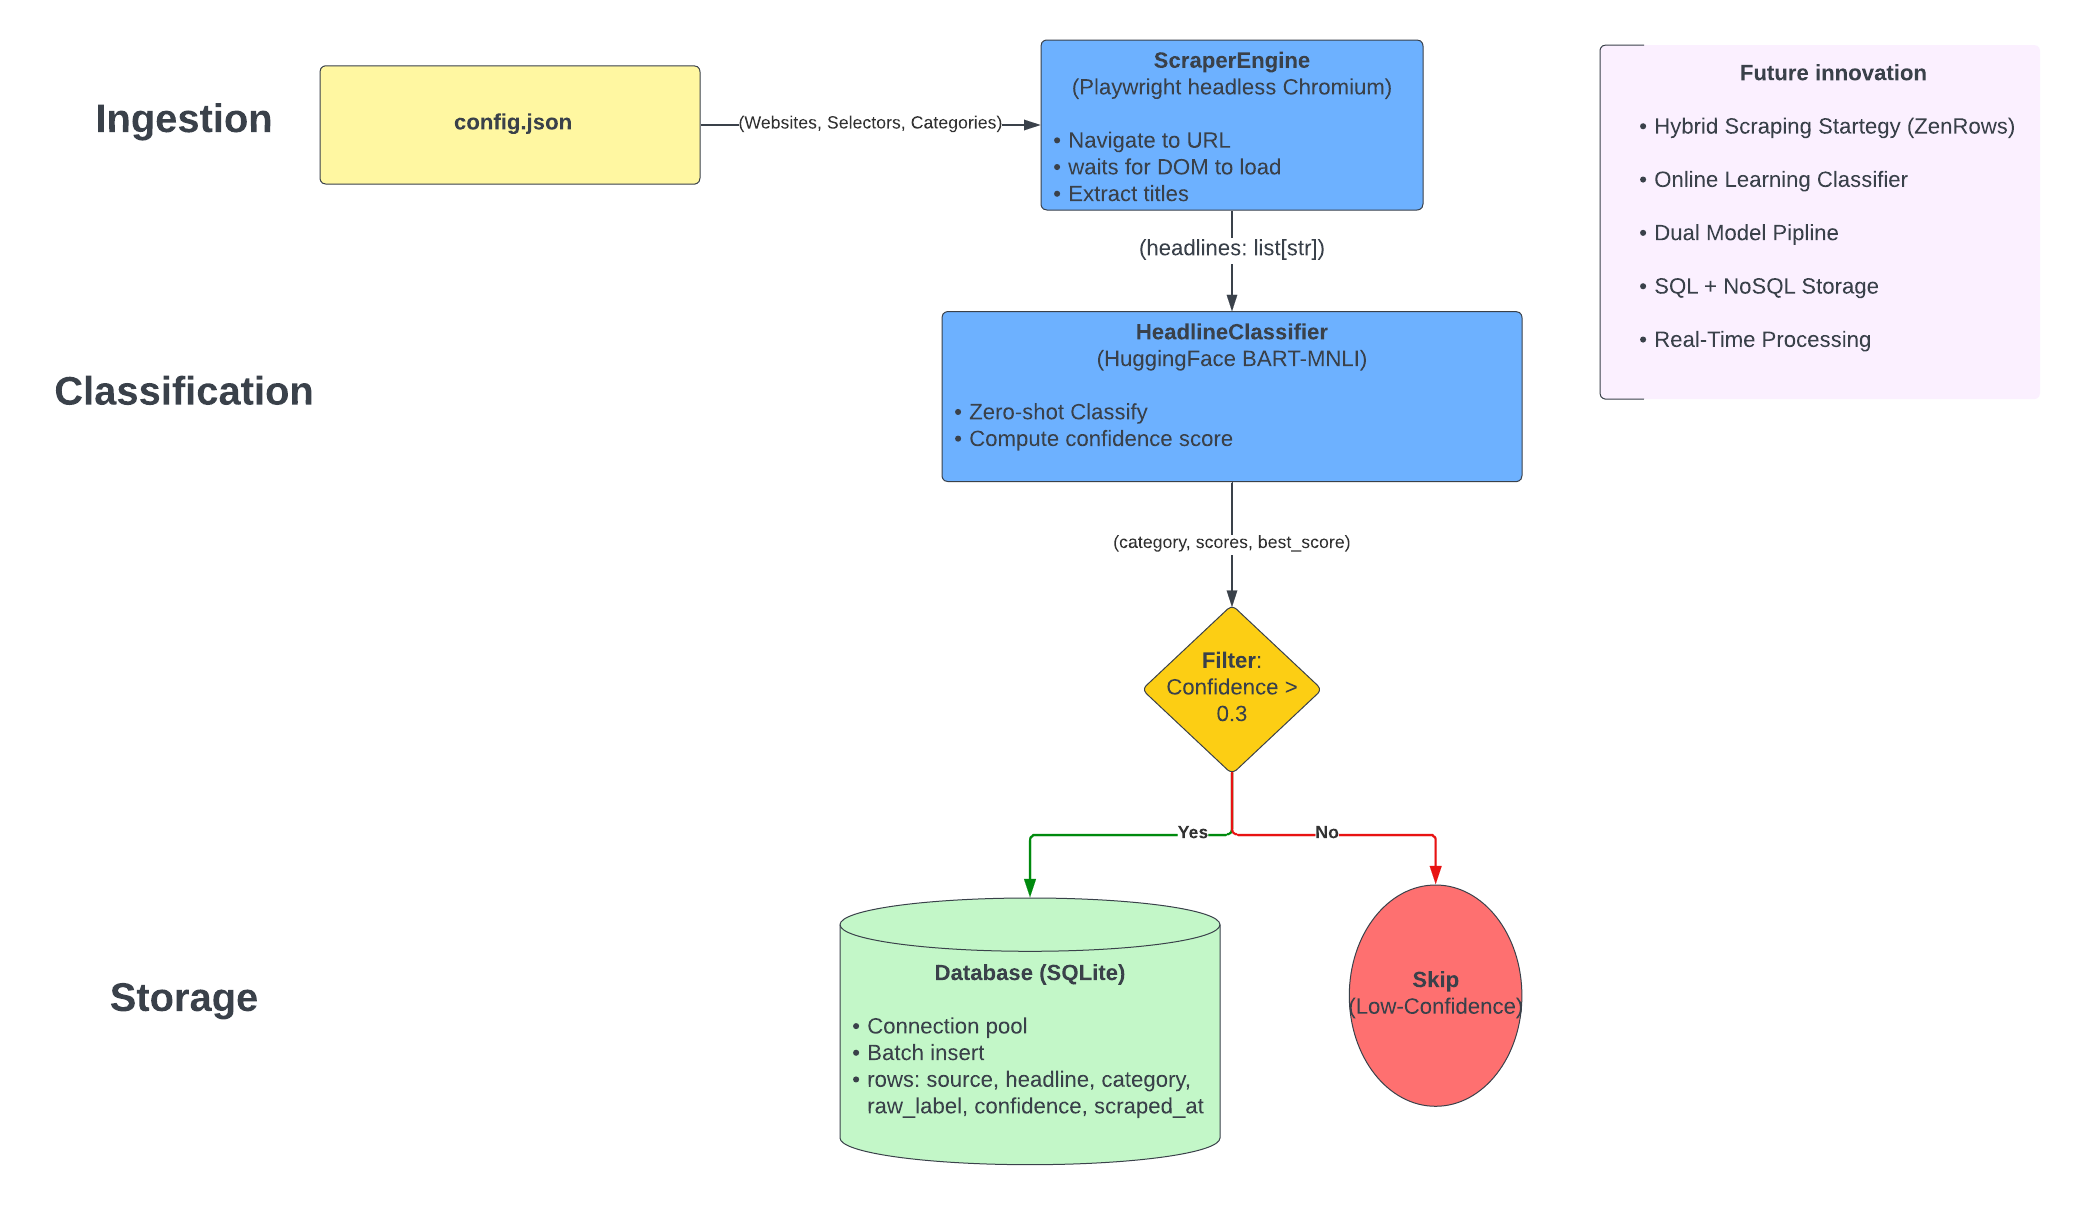 Ingestion
config.json
(Websites, Selectors, Categories)
ScraperEngine
(Playwright headless Chromium)
• Navigate to URL
• waits for DOM to load
• Extract titles
Future innovation
• Hybrid Scraping Startegy (ZenRows)
• Online Learning Classifier
• Dual Model Pipline
• SQL + NoSQL Storage
• Real-Time Processing
(headlines: list[str])
Classification
HeadlineClassifier
(HuggingFace BART-MNLI)
• Zero-shot Classify
• Compute confidence score
(category, scores, best_score)
Filter:
Confidence >
0.3
Yes
No
Storage
Database (SQLite)
• Connection pool
• Batch insert
• rows: source, headline, category,
raw_label, confidence, scraped_at
Skip
(Low-Confidence)